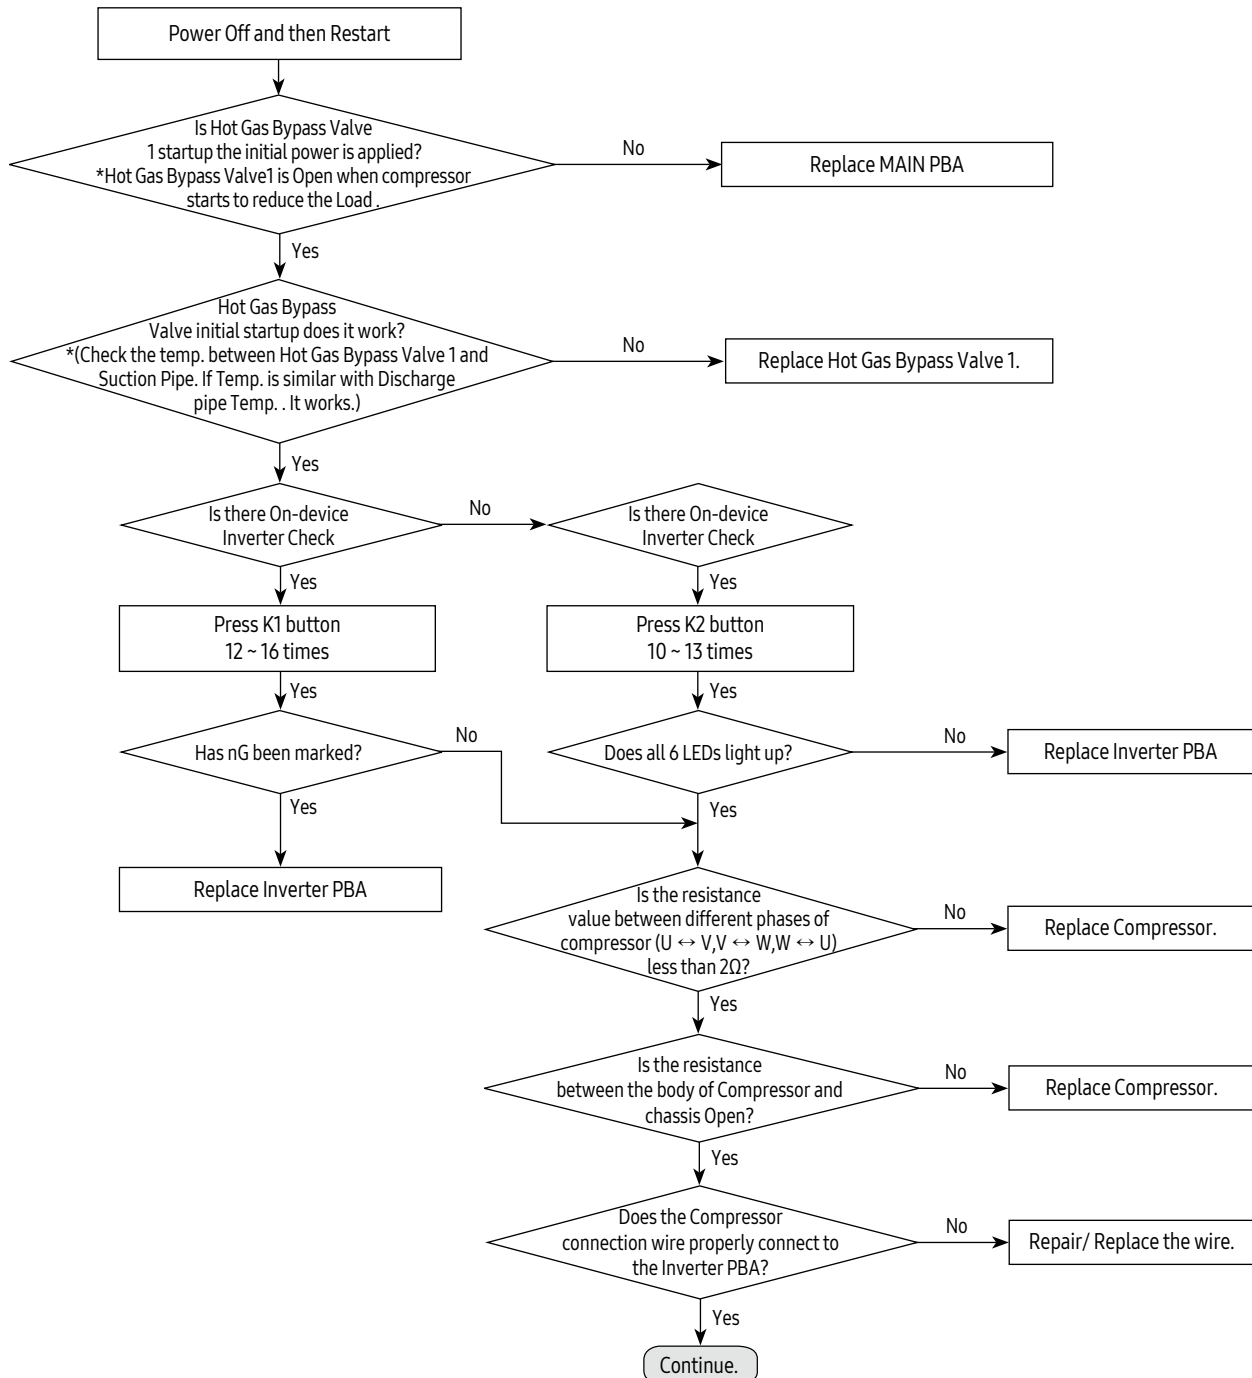 Power Off and then Restart
Is Hot Gas Bypass Valve
1 startup the initial power is applied?
*Hot Gas Bypass Valve1 is Open when compressor
starts to reduce the Load .
No
Replace MAIN PBA
Yes
Hot Gas Bypass
Valve initial startup does it work?
*(Check the temp. between Hot Gas Bypass Valve 1 and
Suction Pipe. If Temp. is similar with Discharge
pipe Temp. . It works.)
No
Replace Hot Gas Bypass Valve 1.
Yes
Is there On-device
Inverter Check
No
Is there On-device
Inverter Check
Yes
Yes
Press K1 button
12 ~ 16 times
Press K2 button
10 ~ 13 times
Yes
Yes
Has nG been marked?
No
Does all 6 LEDs light up?
No
Replace Inverter PBA
Yes
Yes
Replace Inverter PBA
Is the resistance
value between different phases of
compressor (U ↔ V,V ↔ W,W ↔ U)
less than 2Ω?
No
Replace Compressor.
Yes
Is the resistance
between the body of Compressor and
chassis Open?
No
Replace Compressor.
Yes
Does the Compressor
connection wire properly connect to
the Inverter PBA?
No
Repair/ Replace the wire.
Yes
Continue.